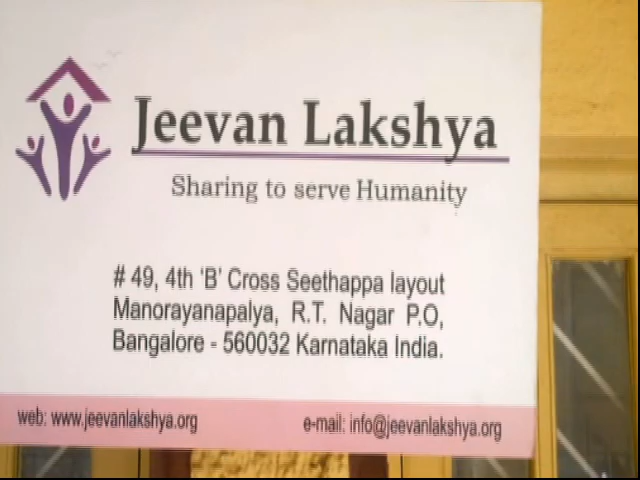 Jeevan Lakshya
Sharing to serve Humanity
# 49, 4th 'B' Cross Seethappa layout
Manorayanapalya, R.T. Nagar P.O,
Bangalore - 560032 Karnataka India.
web: www.jeevanlakshya.org e-mail: info@jeevanlakshya.org